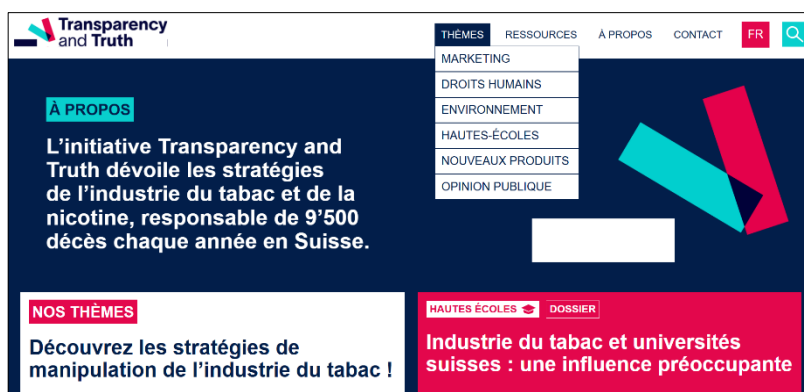 Transparency
and Truth
THÈMES RESSOURCES À PROPOS CONTACT FR
MARKETING
DROITS HUMAINS
ENVIRONNEMENT
HAUTES-ÉCOLES
NOUVEAUX PRODUITS
OPINION PUBLIQUE
À PROPOS
L’initiative Transparency and
Truth dévoile les stratégies
de l’industrie du tabac et de la
nicotine, responsable de 9’500
décès chaque année en Suisse.
NOS THÈMES
Découvrez les stratégies de
manipulation de l’industrie du tabac !
HAUTES ÉCOLES DOSSIER
Industrie du tabac et universités
suisses : une influence préoccupante